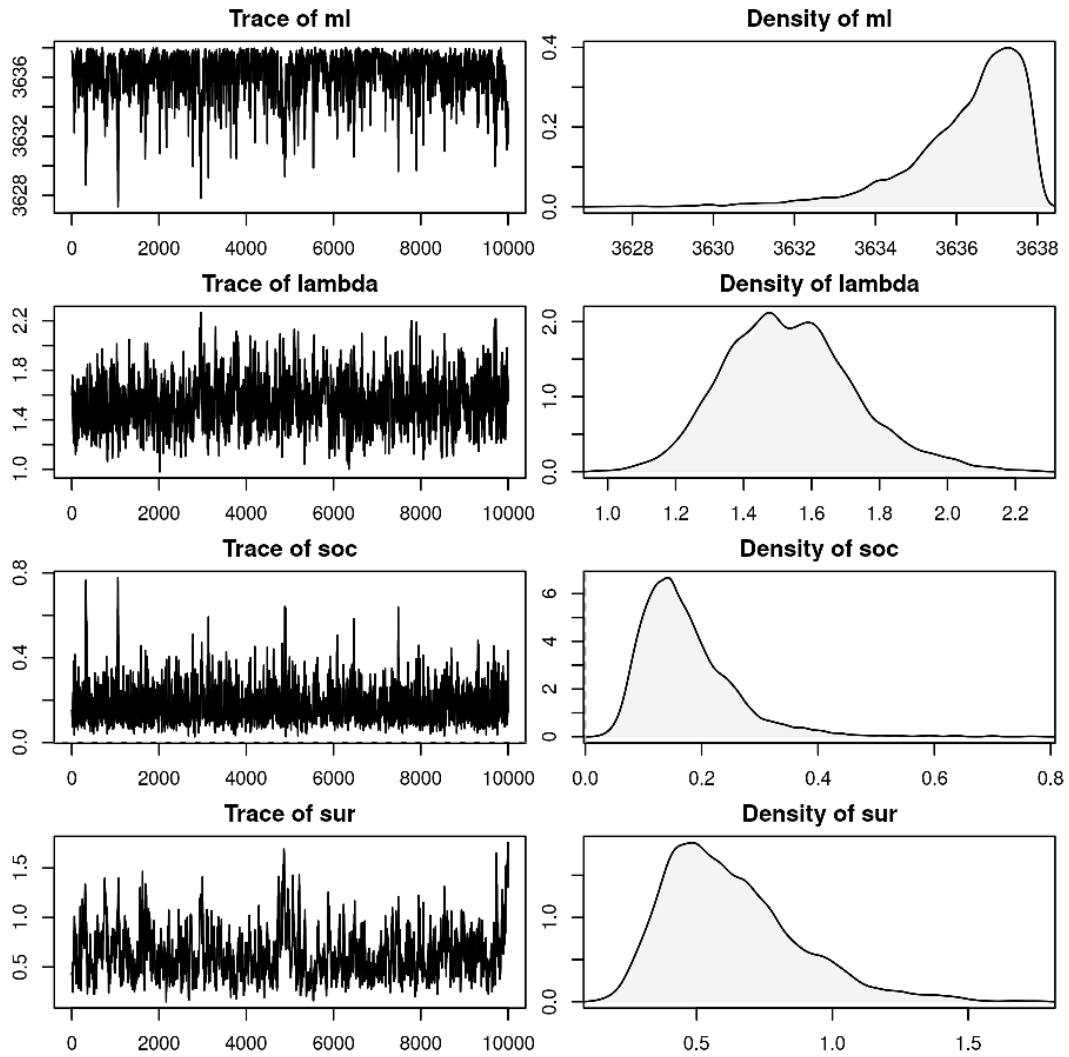 Trace of ml
Density of ml
3628 3632 3636
0 2000 4000 6000 8000 10000
0.0 0.2 0.4
3628 3630 3632 3634 3636 3638
Trace of lambda
Density of lambda
1.0 1.4 1.8 2.2
0 2000 4000 6000 8000 10000
0.0 1.0 2.0
1.0 1.2 1.4 1.6 1.8 2.0 2.2
Trace of soc
Density of soc
0.0 0.4 0.8
0 2000 4000 6000 8000 10000
0 2 4 6
0.0 0.2 0.4 0.6 0.8
Trace of sur
Density of sur
0.5 1.0 1.5
0 2000 4000 6000 8000 10000
0.0 1.0
0.5 1.0 1.5